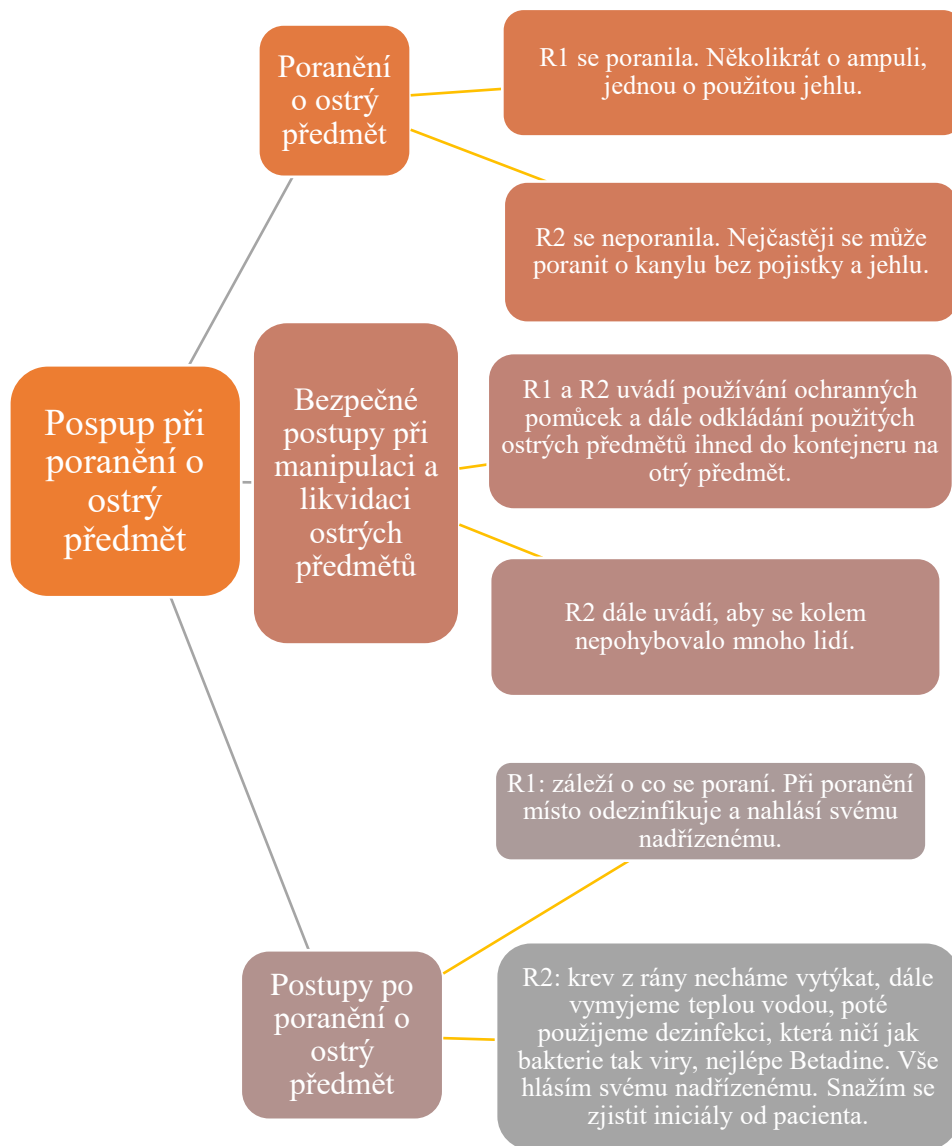 Pospup při
poranění o
ostrý
předmět
Poranění
o ostrý
předmět
R1 se poranila. Několikrát o ampuli,
jednou o použitou jehlu.
R2 se neporanila. Nejčastěji se může
poranit o kanylu bez pojistky a jehlu.
Bezpečné
postupy při
manipulaci a
likvidaci
ostrých
předmětů
R1 a R2 uvádí používání ochranných
pomůcek a dále odkládání použitých
ostrých předmětů ihned do kontejneru na
otrý předmět.
R2 dále uvádí, aby se kolem
nepohybovalo mnoho lidí.
Postupy po
poranění o
ostrý
předmět
R1: záleží o co se poraní. Při poranění
místo odezinfikuje a nahlásí svému
nadřízenému.
R2: krev z rány necháme vytýkat, dále
vymyjeme teplou vodou, poté
použijeme dezinfekci, která ničí jak
bakterie tak viry, nejlépe Betadine. Vše
hlásím svému nadřízenému. Snažím se
zjistit iniciály od pacienta.